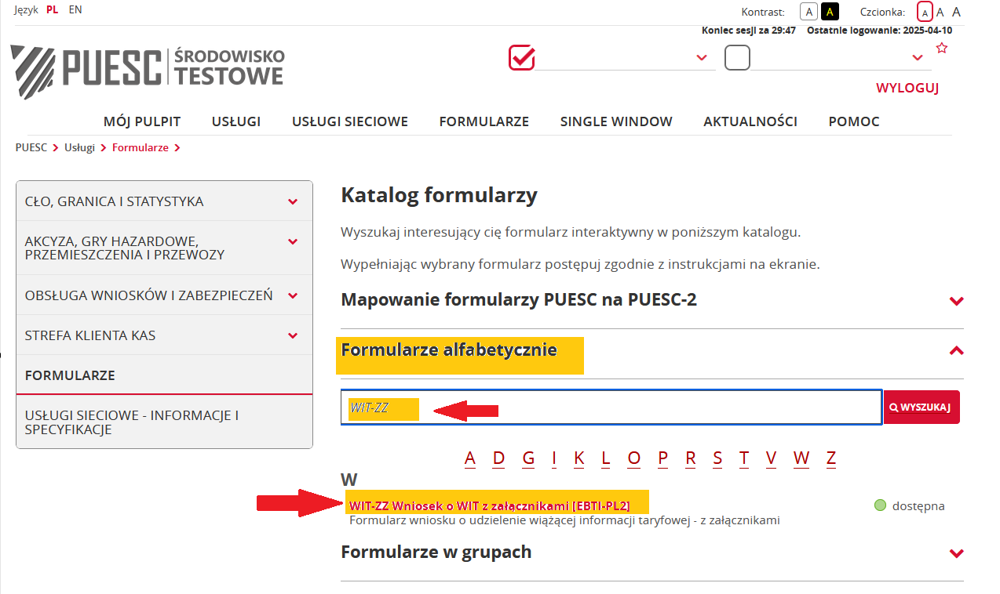 Język PL EN
Kontrast: A A Czcionka: A A A
Koniec sesji za 29:47 Ostatnie logowanie: 2025-04-10
PUESC ŚRODOWISKO
TESTOWE
WYLOGUJ
MÓJ PULPIT USŁUGI USŁUGI SIECIOWE FORMULARZE SINGLE WINDOW AKTUALNOŚCI POMOC
PUESC Usługi Formularze
CŁO, GRANICA I STATYSTYKA
AKCYZA, GRY HAZARDOWE,
PRZEMIESZCZENIA I PRZEWOZY
OBSŁUGA WNIOSKÓW I ZABEZPIECZEŃ
STREFA KLIENTA KAS
FORMULARZE
USŁUGI SIECIOWE - INFORMACJE I
SPECYFIKACJE
Katalog formularzy
Wyszukaj interesujący cię formularz interaktywny w poniższym katalogu.
Wypełniając wybrany formularz postępuj zgodnie z instrukcjami na ekranie.
Mapowanie formularzy PUESC na PUESC-2
Formularze alfabetycznie
WIT-ZZ WYSZUKAJ
A D G I K L O P R S T V W Z
W
WIT-ZZ Wniosek o WIT z załącznikami [EBTI-PL2] dostępna
Formularz wniosku o udzielenie wiążącej informacji taryfowej - z załącznikami
Formularze w grupach